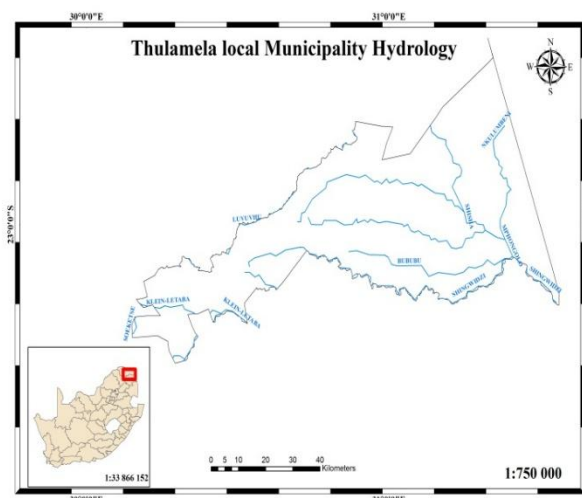 30°0'0"E
31°0'0"E
Thulamela local Municipality Hydrology
N
W
E
S
NKULUMBENI
LUVUVHU
SHISHA
MPHONGOLO
23°0'0"S
BUBUBU
SHINGWIDZI
SHINGWIDZI
KLEIN-LETABA
KLEIN-LETABA
0 5 10 20 30 40
Kilometers
1:750 000
1:33 866 152